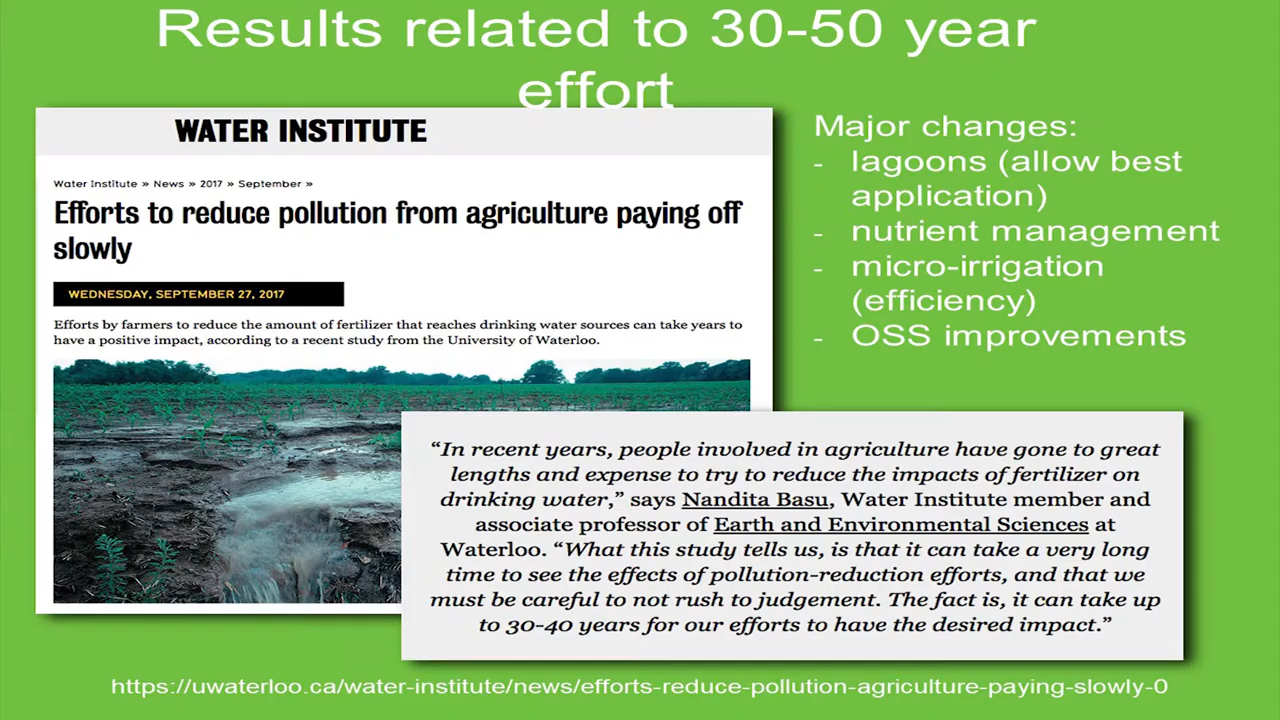 Results related to 30-50 year
effort
WATER INSTITUTE
Water Institute » News » 2017 » September »
Efforts to reduce pollution from agriculture paying off
slowly
WEDNESDAY, SEPTEMBER 27, 2017
Efforts by farmers to reduce the amount of fertilizer that reaches drinking water sources can take years to
have a positive impact, according to a recent study from the University of Waterloo.
Major changes:
- lagoons (allow best
application)
- nutrient management
- micro-irrigation
(efficiency)
- OSS improvements
“In recent years, people involved in agriculture have gone to great
lengths and expense to try to reduce the impacts of fertilizer on
drinking water,” says Nandita Basu, Water Institute member and
associate professor of Earth and Environmental Sciences at
Waterloo. “What this study tells us, is that it can take a very long
time to see the effects of pollution-reduction efforts, and that we
must be careful to not rush to judgement. The fact is, it can take up
to 30-40 years for our efforts to have the desired impact.”
https://uwaterloo.ca/water-institute/news/efforts-reduce-pollution-agriculture-paying-slowly-0